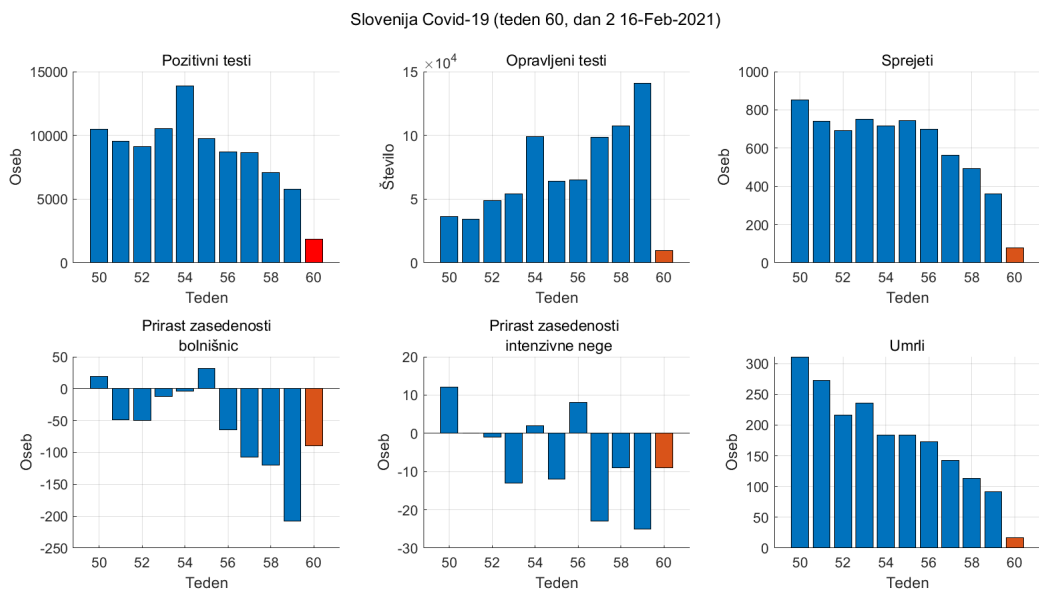 Slovenija Covid-19 (teden 60, dan 2 16-Feb-2021)
Pozitivni testi
15000
10000
5000
0
Oseb
50 52 54 56 58 60
Teden
Opravljeni testi
×10⁴
15
10
5
0
Število
50 52 54 56 58 60
Teden
Sprejeti
1000
800
600
400
200
0
Oseb
50 52 54 56 58 60
Teden
Prirast zasedenosti
bolnišnic
50
0
-50
-100
-150
-200
-250
Oseb
50 52 54 56 58 60
Teden
Prirast zasedenosti
intenzivne nege
20
10
0
-10
-20
-30
Oseb
50 52 54 56 58 60
Teden
Umrli
300
250
200
150
100
50
0
Oseb
50 52 54 56 58 60
Teden